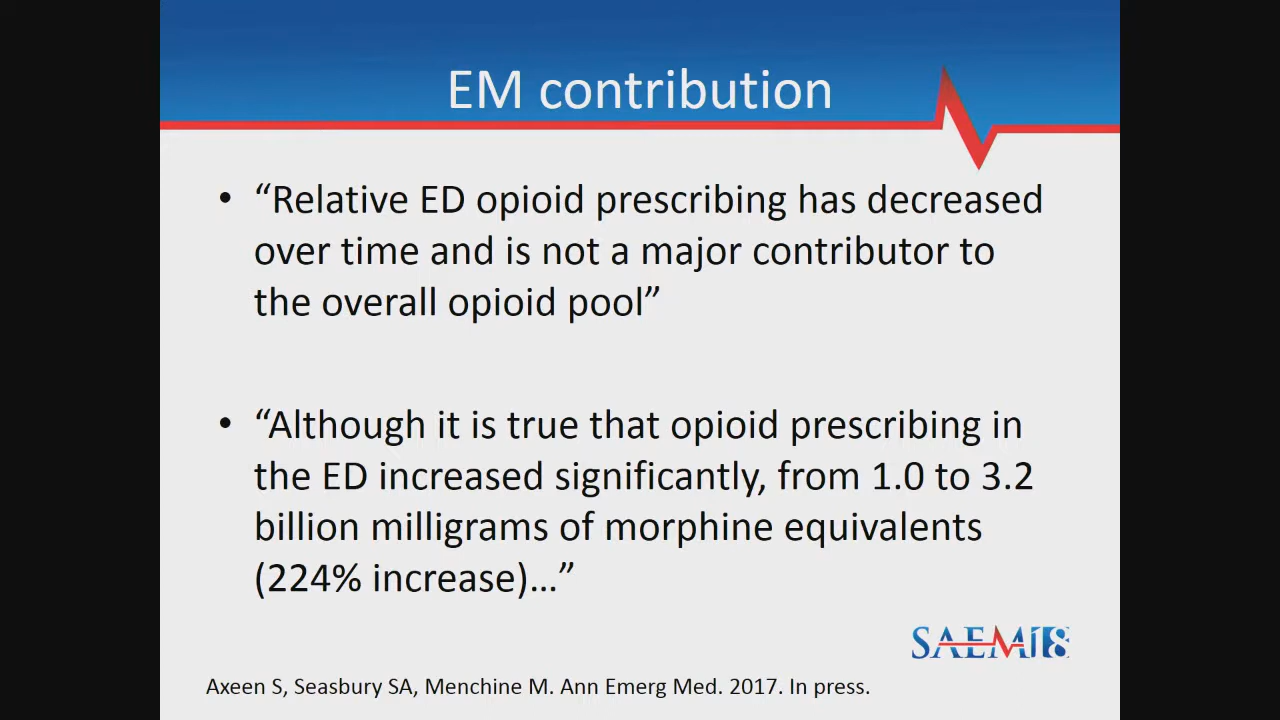 EM contribution
• “Relative ED opioid prescribing has decreased
over time and is not a major contributor to
the overall opioid pool”
• “Although it is true that opioid prescribing in
the ED increased significantly, from 1.0 to 3.2
billion milligrams of morphine equivalents
(224% increase)…”
SAEM18
Axeen S, Seasbury SA, Menchine M. Ann Emerg Med. 2017. In press.